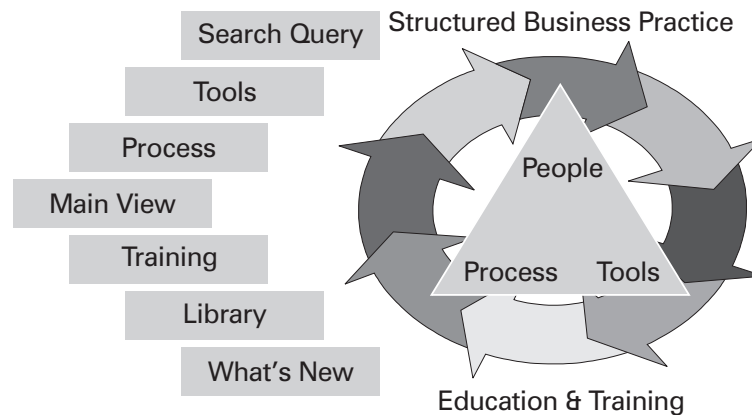 Search Query
Tools
Process
Main View
Training
Library
What's New
Structured Business Practice
People
Process Tools
Education & Training